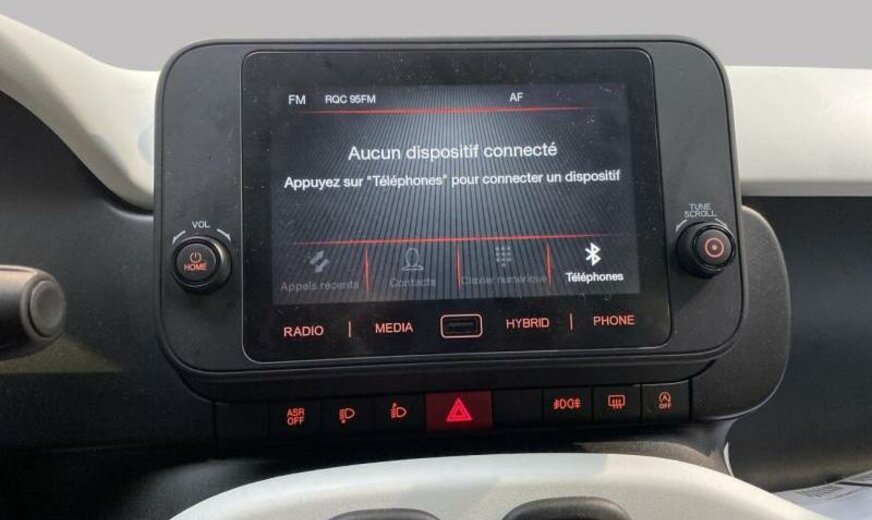 FM RQC 95FM AF
Aucun dispositif connecté
Appuyez sur "Téléphones" pour connecter un dispositif
VOL
HOME
TUNE
SCROLL
Appels récents Contacts Clavier numérique Téléphones
RADIO | MEDIA HYBRID | PHONE
ASR
OFF
A
OFF